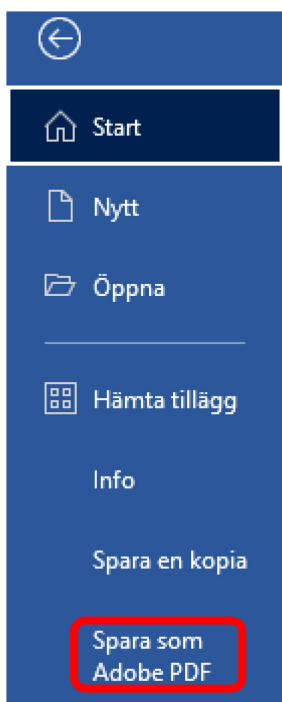 Start
Nytt
Öppna
Hämta tillägg
Info
Spara en kopia
Spara som
Adobe PDF